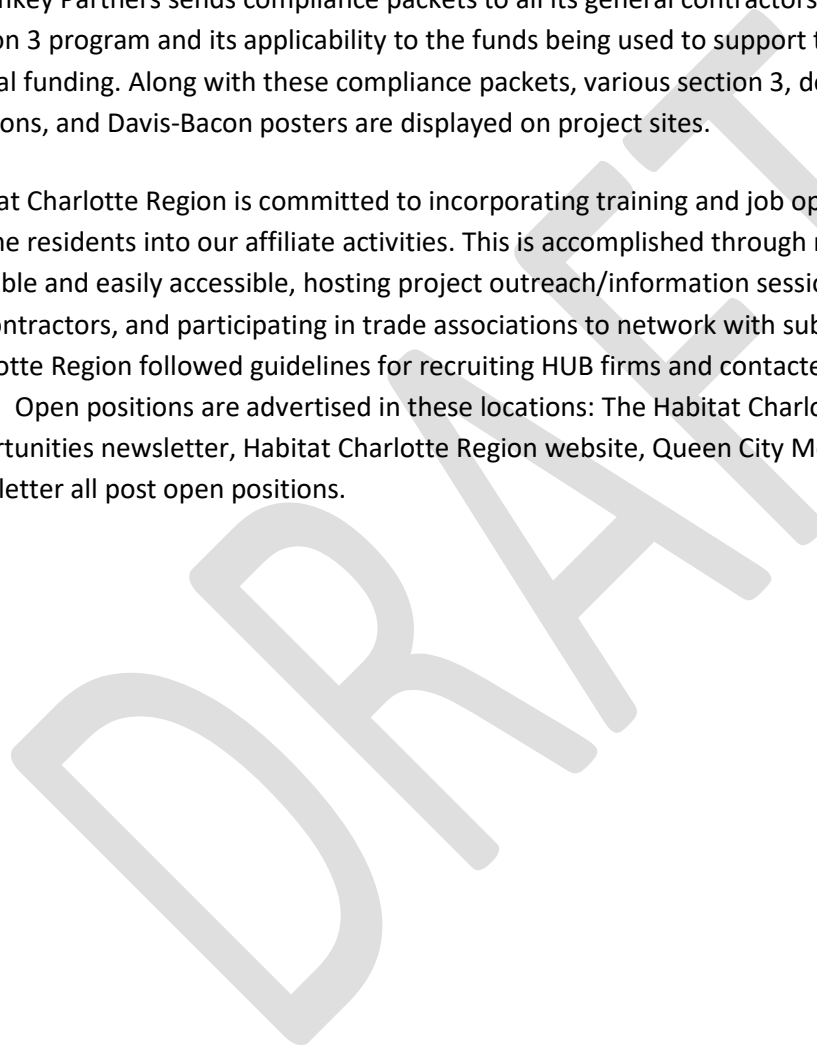 nkey Partners sends compliance packets to all its general contractors
on 3 program and its applicability to the funds being used to support t
al funding. Along with these compliance packets, various section 3, d
ons, and Davis-Bacon posters are displayed on project sites.
at Charlotte Region is committed to incorporating training and job op
ne residents into our affiliate activities. This is accomplished through
ble and easily accessible, hosting project outreach/information sessi
ontractors, and participating in trade associations to network with sub
otte Region followed guidelines for recruiting HUB firms and contacte
Open positions are advertised in these locations: The Habitat Charlo
rtunities newsletter, Habitat Charlotte Region website, Queen City M
letter all post open positions.
DRAFT